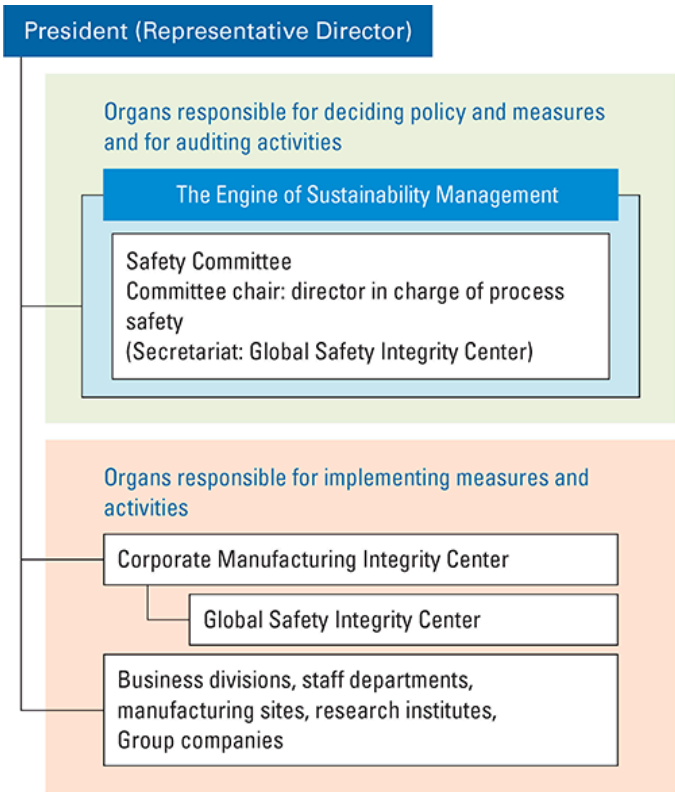 President (Representative Director)
Organs responsible for deciding policy and measures
and for auditing activities
The Engine of Sustainability Management
Safety Committee
Committee chair: director in charge of process
safety
(Secretariat: Global Safety Integrity Center)
Organs responsible for implementing measures and
activities
Corporate Manufacturing Integrity Center
Global Safety Integrity Center
Business divisions, staff departments,
manufacturing sites, research institutes,
Group companies